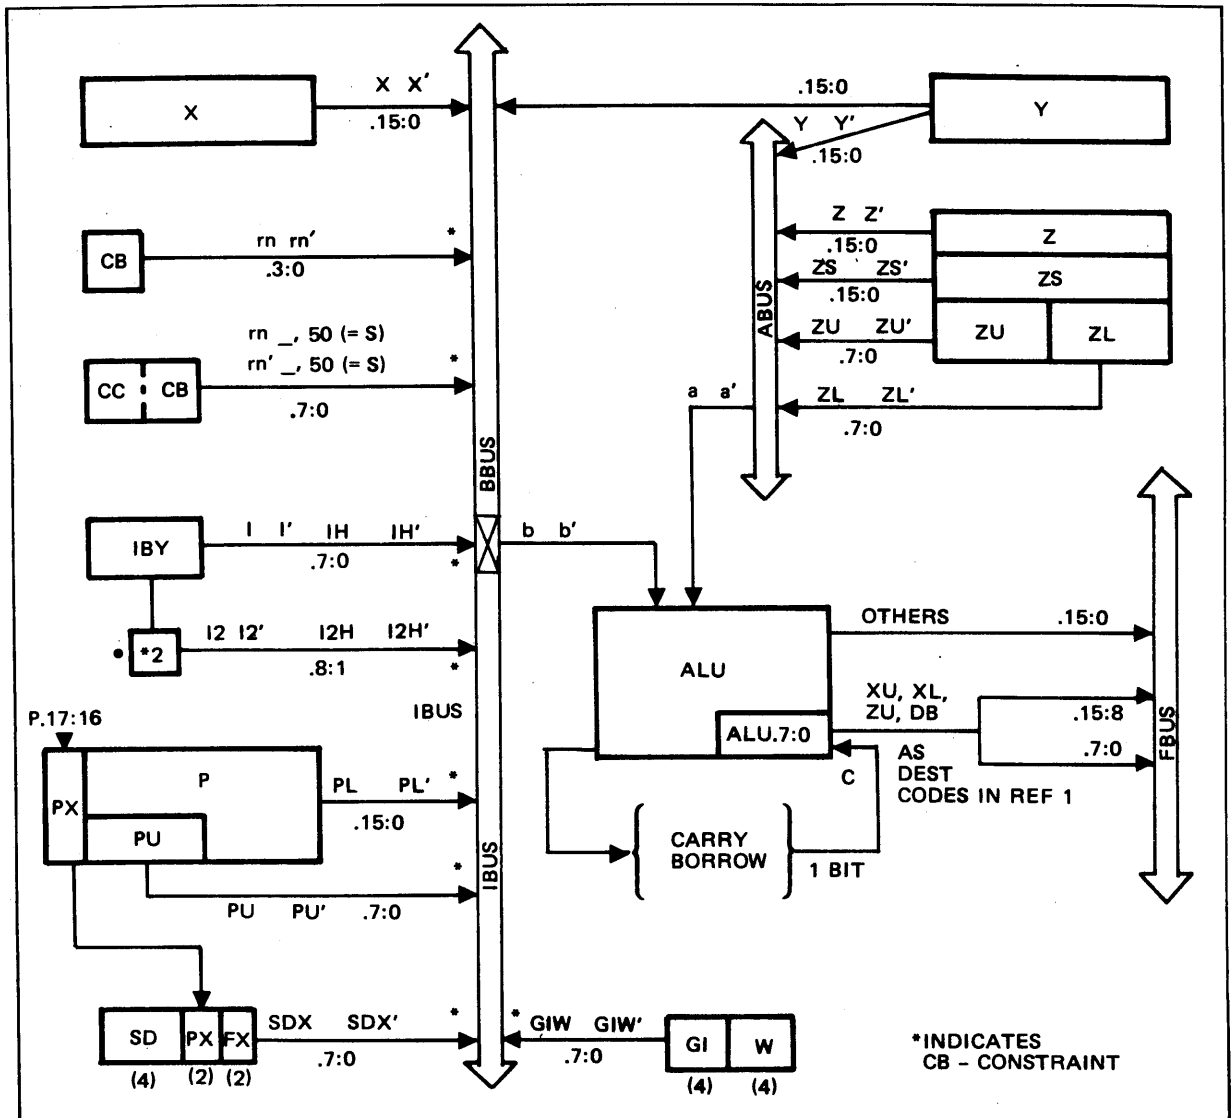 X
X X'
.15:0
.15:0
Y Y'
.15:0
Y
CB
rn rn'
*
.3:0
Z Z'
.15:0
Z
ZS ZS'
.15:0
ZS
ZU ZU'
.7:0
ZU
ZL
ABUS
rn _, 50 (= S)
rn' _, 50 (= S)
*
CC
CB
.7:0
a a'
ZL ZL'
.7:0
BBUS
IBY
I I' IH IH'
.7:0
*
b b'
*2
I2 I2' I2H I2H'
.8:1
*
IBUS
ALU
OTHERS .15:0
XU, XL,
ZU, DB
.15:8
.7:0
ALU.7:0
AS
DEST
CODES IN REF 1
FBUS
C
P.17:16
PX
P
PU
PL PL'
*
.15:0
CARRY
BORROW
1 BIT
IBUS
*
PU PU' .7:0
SD
PX
FX
(4)
(2)
(2)
SDX SDX'
*
.7:0
*
GIW GIW'
.7:0
GI
W
(4)
(4)
*INDICATES
CB – CONSTRAINT